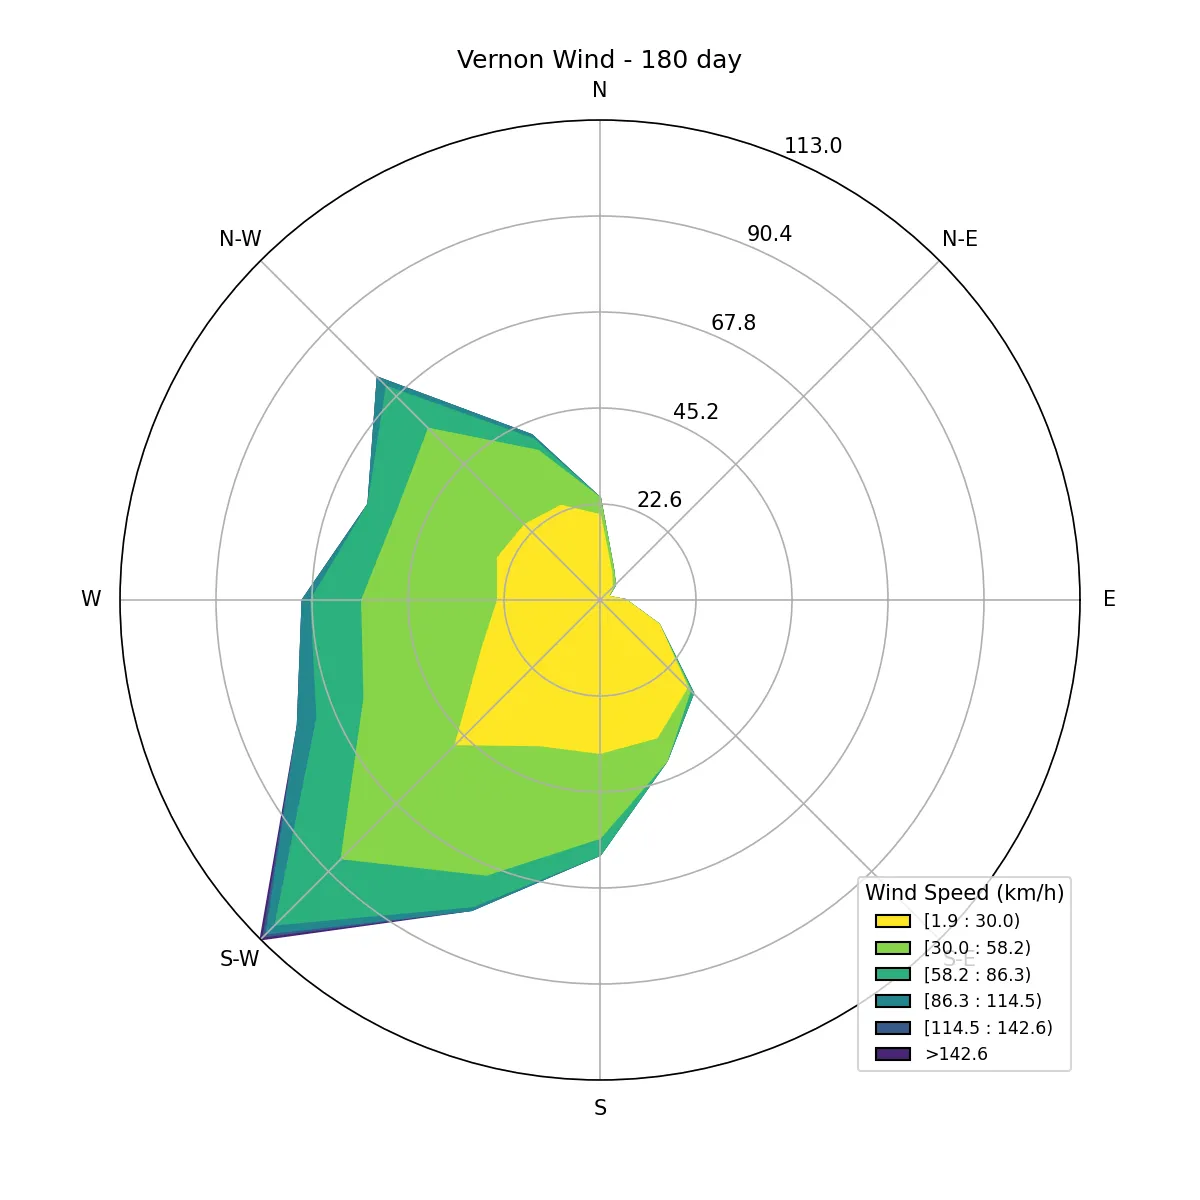 Vernon Wind - 180 day
N
113.0
N-W
90.4
N-E
67.8
45.2
22.6
W
E
S-W
S-E
S
Wind Speed (km/h)
[1.9 : 30.0)
[30.0 : 58.2)
[58.2 : 86.3)
[86.3 : 114.5)
[114.5 : 142.6)
>142.6